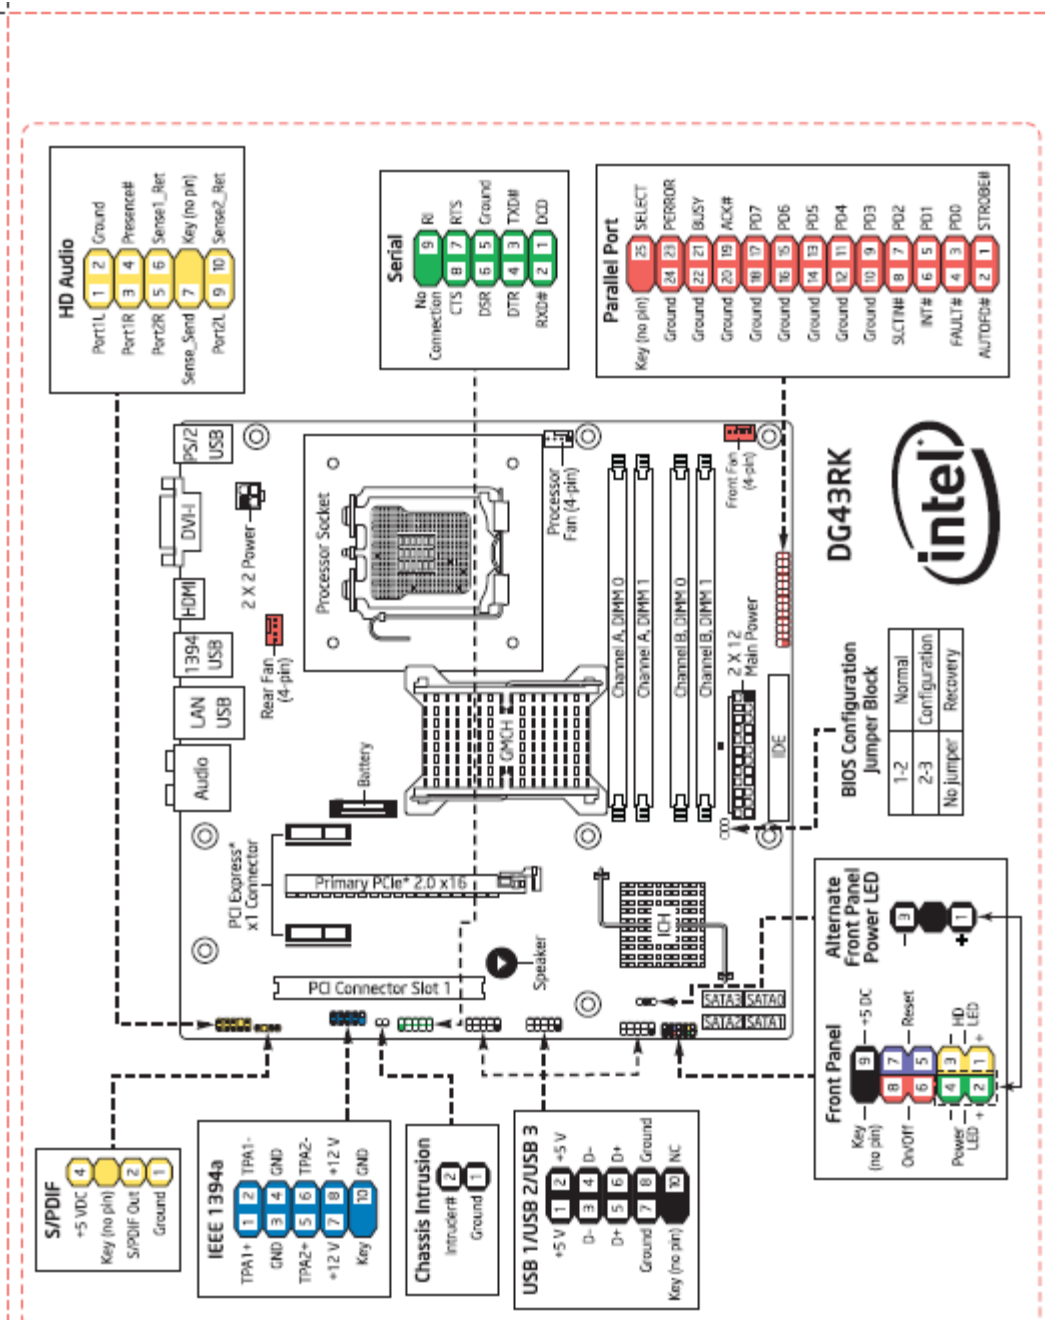 HD Audio
Port1L 1 2 Ground
Port1R 3 4 Presence#
Port2R 5 6 Sense1_Ret
Sense_Send 7 Key (no pin)
Port2L 9 10 Sense2_Ret
Serial
No Connection 9 RI
CTS 8 7 RTS
DSR 6 5 Ground
DTR 4 3 TXD#
RXD# 2 1 DCD
Parallel Port
Key (no pin) 25 SELECT
Ground 24 23 PERROR
Ground 22 21 BUSY
Ground 20 19 ACK#
Ground 18 17 PD7
Ground 16 15 PD6
Ground 14 13 PD5
Ground 12 11 PD4
Ground 10 9 PD3
SLCTIN# 8 7 PD2
INT# 6 5 PD1
FAULT# 4 3 PD0
AUTOFD# 2 1 STROBE#
PS/2
USB
DVI-I
HDMI
1394
USB
LAN
USB
Audio
2 X 2 Power
Rear Fan
(4-pin)
Processor Socket
Processor
Fan (4-pin)
Front Fan
(4-pin)
Channel A, DIMM 0
Channel A, DIMM 1
Channel B, DIMM 0
Channel B, DIMM 1
GMCH
Battery
2 X 12
Main Power
IDE
PCI Express*
x1 Connector
Primary PCIe* 2.0 x16
PCI Connector Slot 1
Speaker
ICH
SATA3
SATA0
SATA2
SATA1
DG43RK
intel
BIOS Configuration
Jumper Block
1-2 Normal
2-3 Configuration
No jumper Recovery
Alternate
Front Panel
Power LED
- 3
+ 1
Front Panel
Key
(no pin)
9 +5 DC
On/Off 8 7 Reset
6 5
Power
LED
- 4 3 - HD
LED
+ 2 1 +
S/PDIF
+5 VDC 4
Key (no pin)
S/PDIF Out 2
Ground 1
IEEE 1394a
TPA1+ 1 2 TPA1-
GND 3 4 GND
TPA2+ 5 6 TPA2-
+12 V 7 8 +12 V
Key 10 GND
Chassis Intrusion
Intruder# 2
Ground 1
USB 1/USB 2/USB 3
+5 V 1 2 +5 V
D- 3 4 D-
D+ 5 6 D+
Ground 7 8 Ground
Key (no pin) 10 NC